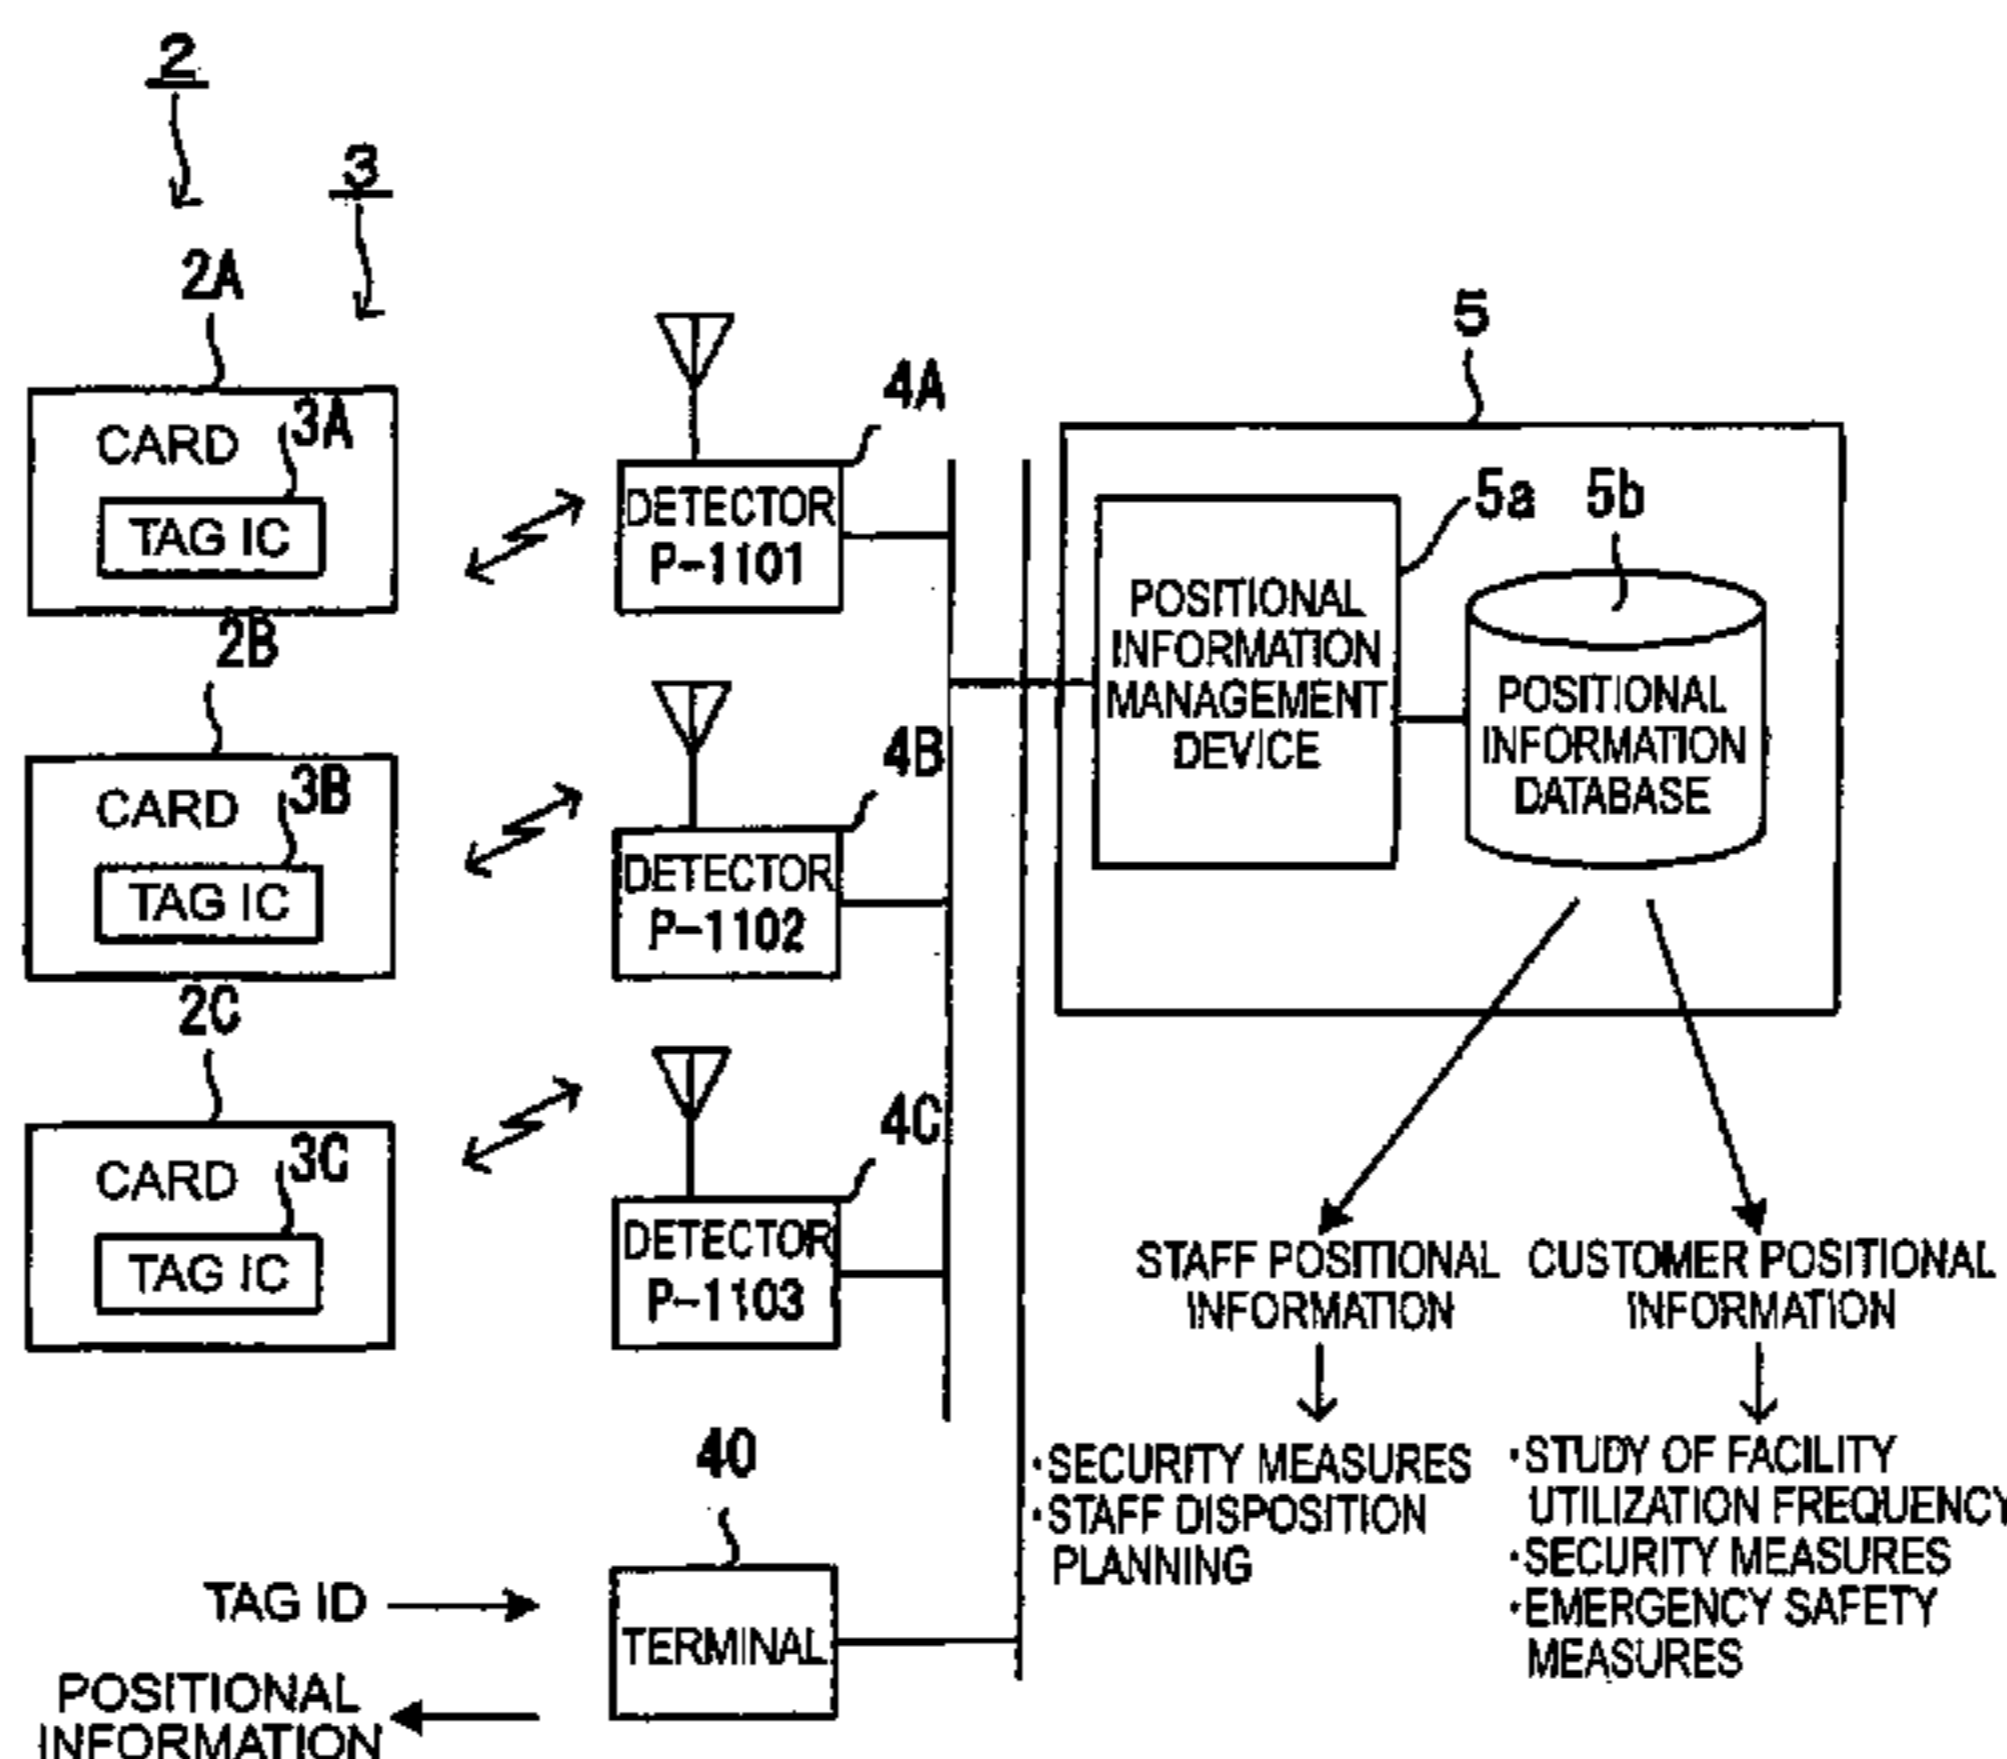 2
3
2A
CARD
3A
TAG IC
2B
CARD
3B
TAG IC
2C
CARD
3C
TAG IC
4A
DETECTOR
P-1101
4B
DETECTOR
P-1102
4C
DETECTOR
P-1103
40
TERMINAL
TAG ID
POSITIONAL
INFORMATION
5
5a
POSITIONAL
INFORMATION
MANAGEMENT
DEVICE
5b
POSITIONAL
INFORMATION
DATABASE
STAFF POSITIONAL
INFORMATION
·SECURITY MEASURES
·STAFF DISPOSITION
PLANNING
CUSTOMER POSITIONAL
INFORMATION
·STUDY OF FACILITY
UTILIZATION FREQUENCY
·SECURITY MEASURES
·EMERGENCY SAFETY
MEASURES